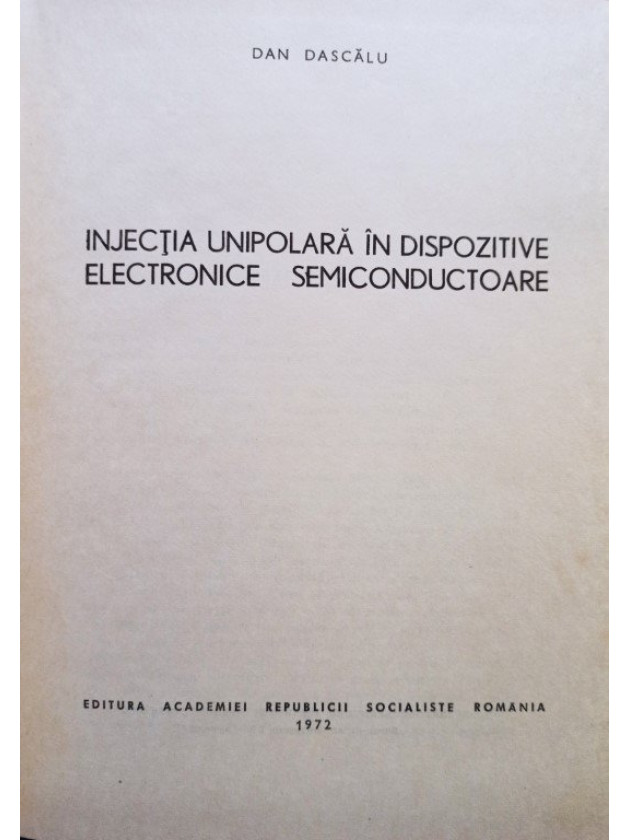 DAN DASCĂLU
INJECŢIA UNIPOLARĂ ÎN DISPOZITIVE
ELECTRONICE SEMICONDUCTOARE
EDITURA ACADEMIEI REPUBLICII SOCIALISTE ROMÂNIA
1972